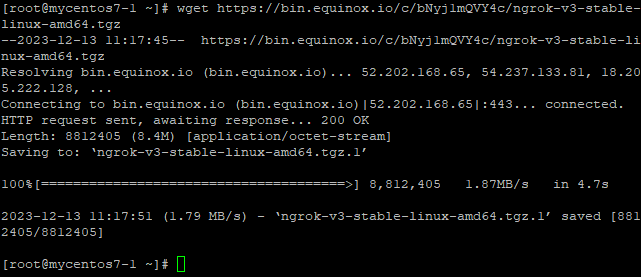 [root@mycentos7-1 ~]# wget https://bin.equinox.io/c/bNyj1mQVY4c/ngrok-v3-stable-
linux-amd64.tgz
--2023-12-13 11:17:45--  https://bin.equinox.io/c/bNyj1mQVY4c/ngrok-v3-stable-li
nux-amd64.tgz
Resolving bin.equinox.io (bin.equinox.io)... 52.202.168.65, 54.237.133.81, 18.20
5.222.128, ...
Connecting to bin.equinox.io (bin.equinox.io)|52.202.168.65|:443... connected.
HTTP request sent, awaiting response... 200 OK
Length: 8812405 (8.4M) [application/octet-stream]
Saving to: ‘ngrok-v3-stable-linux-amd64.tgz.1’
100%[======================================>] 8,812,405   1.87MB/s   in 4.7s
2023-12-13 11:17:51 (1.79 MB/s) - ‘ngrok-v3-stable-linux-amd64.tgz.1’ saved [881
2405/8812405]
[root@mycentos7-1 ~]#